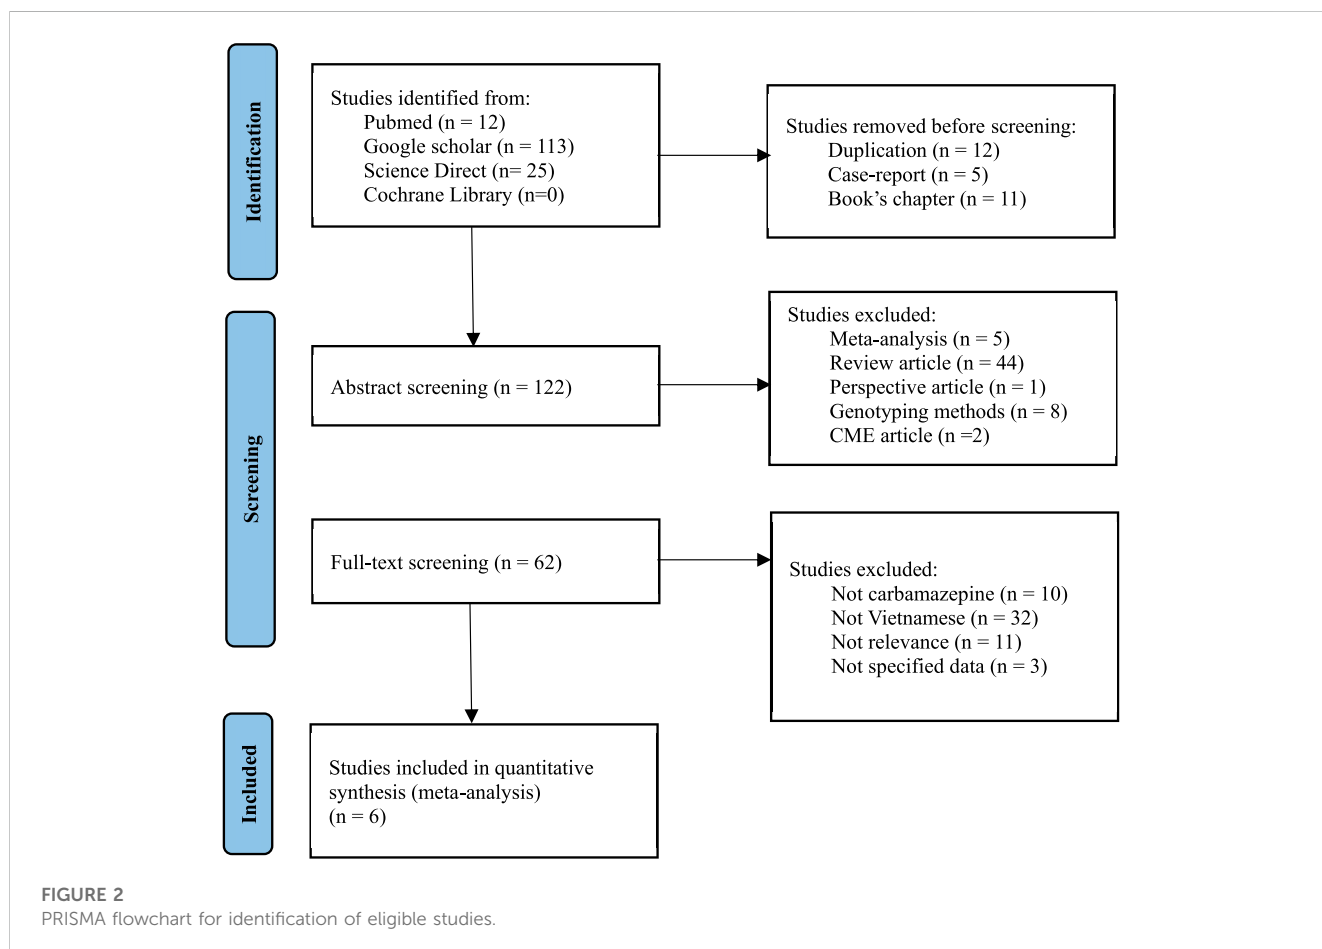 Identification
Studies identified from:
Pubmed (n = 12)
Google scholar (n = 113)
Science Direct (n= 25)
Cochrane Library (n=0)
Studies removed before screening:
Duplication (n = 12)
Case-report (n = 5)
Book’s chapter (n = 11)
Screening
Abstract screening (n = 122)
Studies excluded:
Meta-analysis (n = 5)
Review article (n = 44)
Perspective article (n = 1)
Genotyping methods (n = 8)
CME article (n =2)
Full-text screening (n = 62)
Studies excluded:
Not carbamazepine (n = 10)
Not Vietnamese (n = 32)
Not relevance (n = 11)
Not specified data (n = 3)
Included
Studies included in quantitative
synthesis (meta-analysis)
(n = 6)
FIGURE 2
PRISMA flowchart for identification of eligible studies.